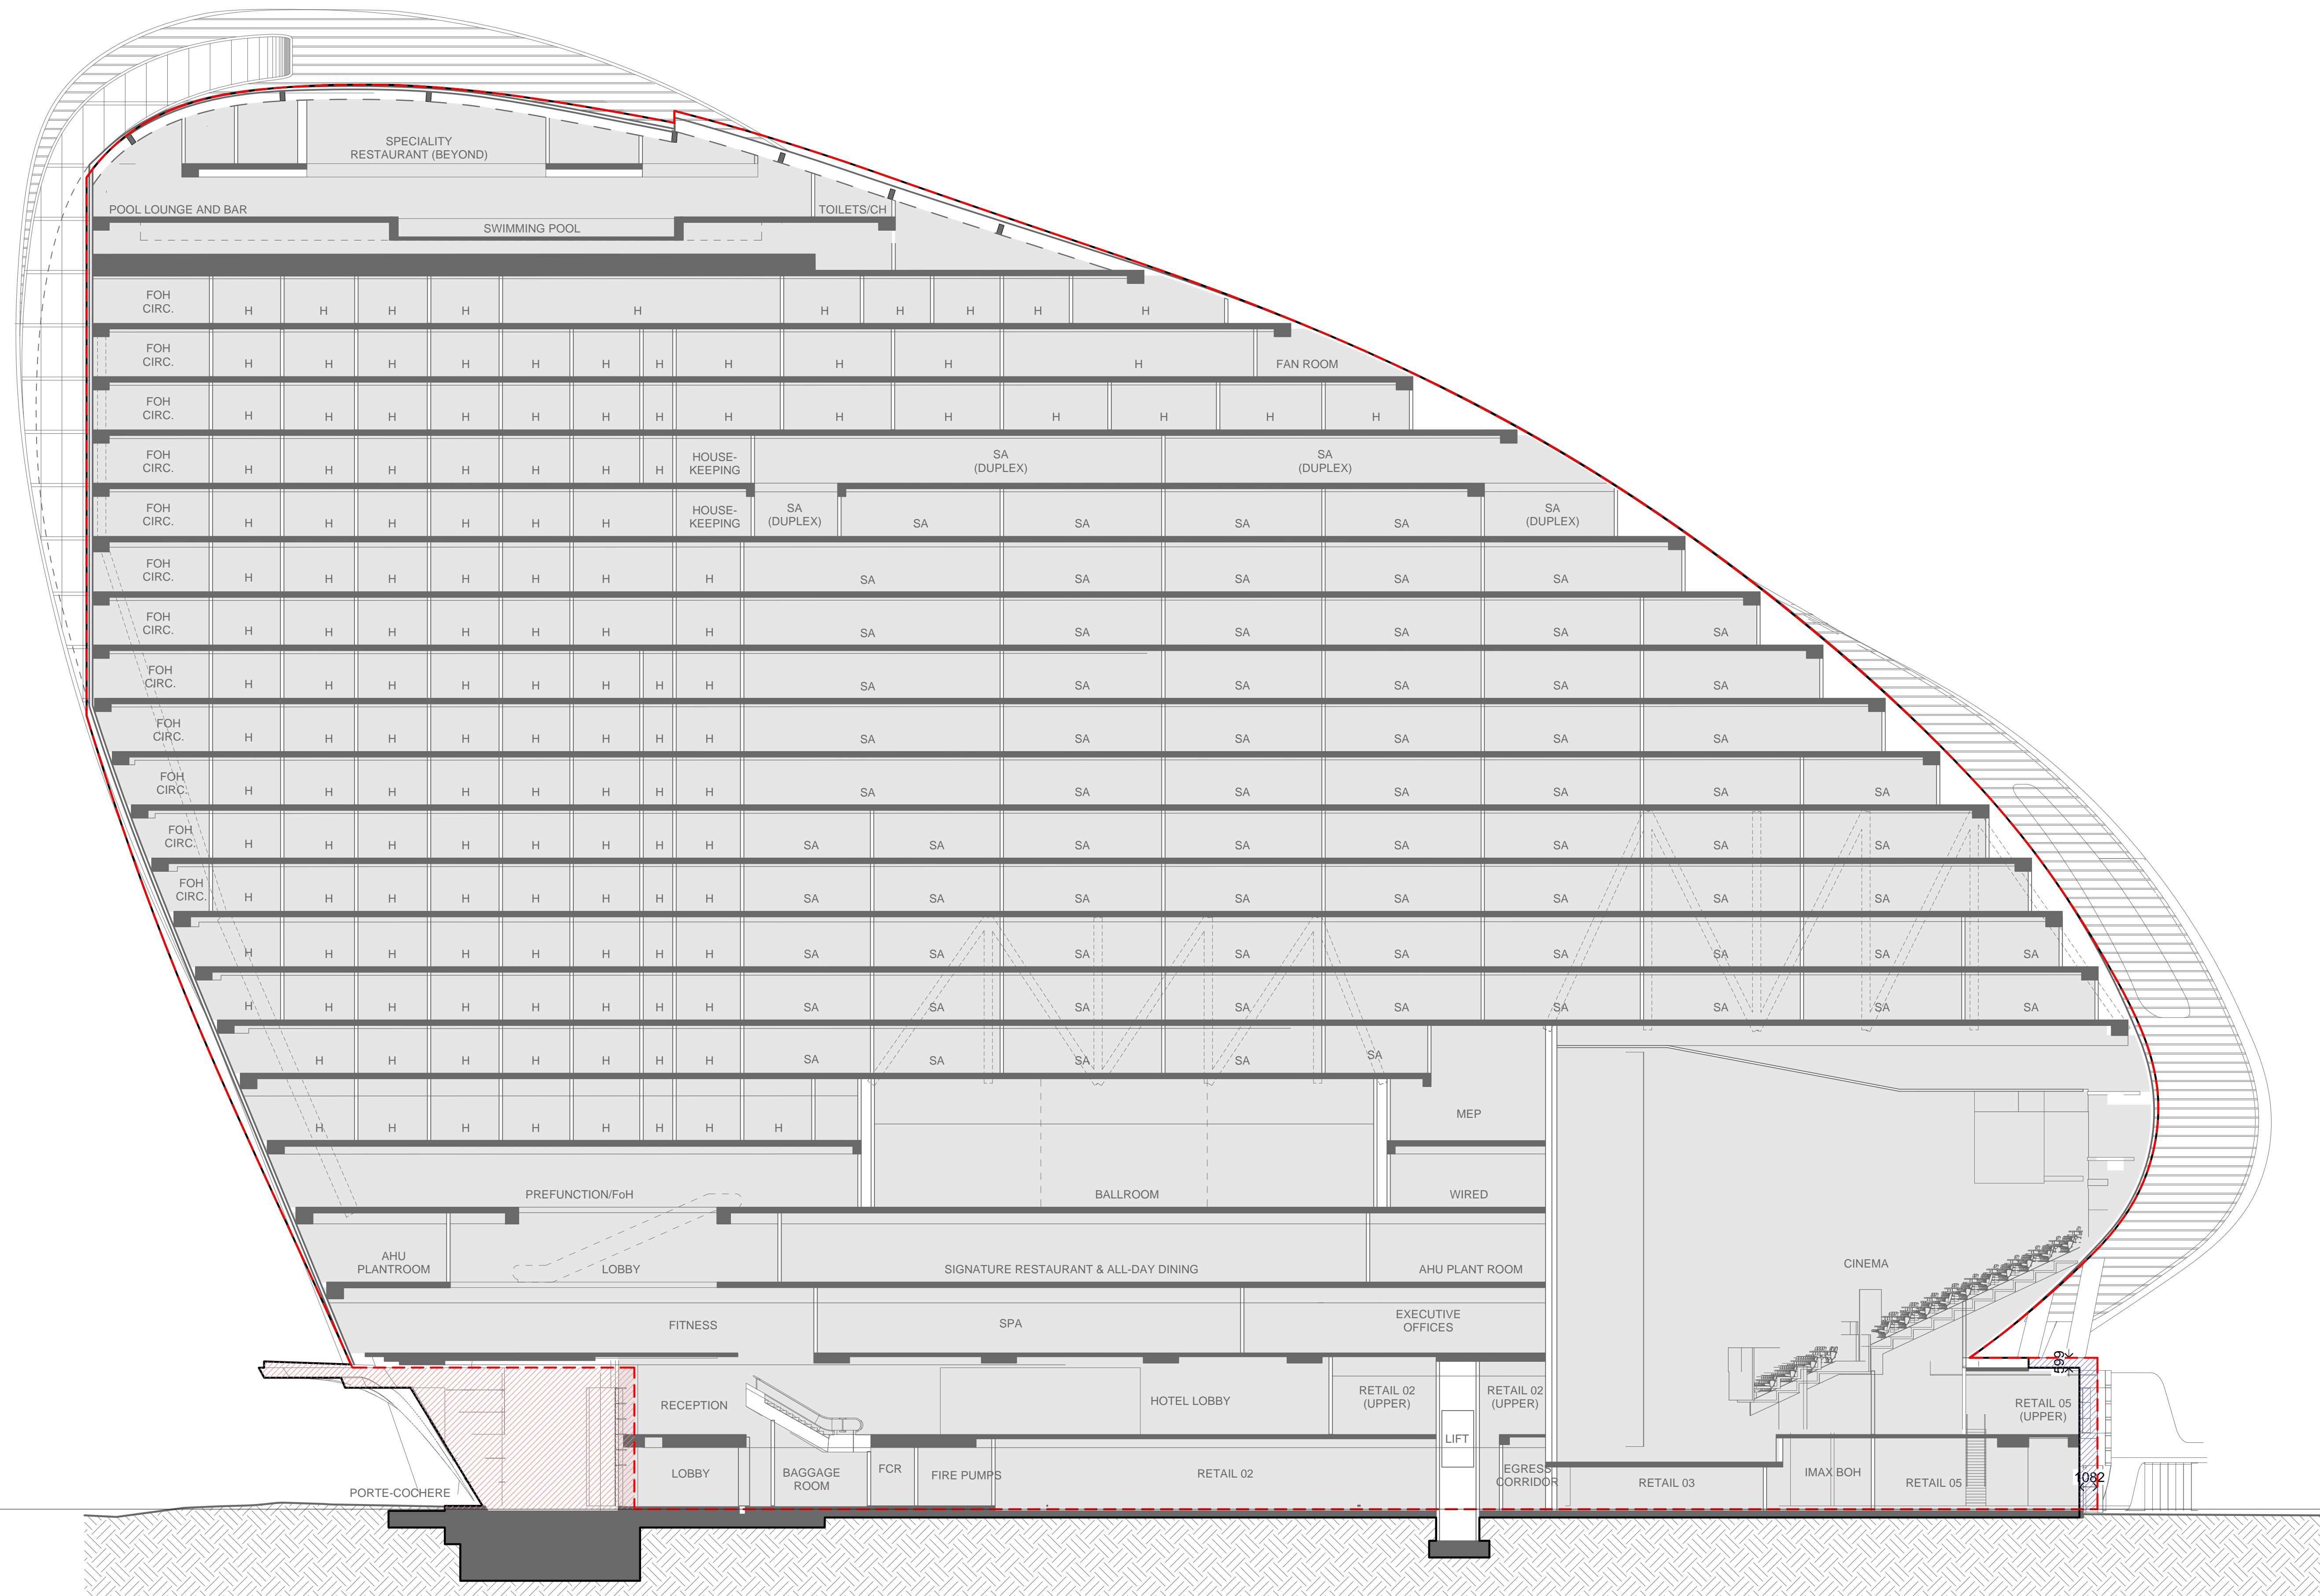 SPECIALITY
RESTAURANT (BEYOND)
POOL LOUNGE AND BAR
TOILETS/CH
SWIMMING POOL
FOH
CIRC.
H H H H H H H H H H
FOH
CIRC.
H H H H H H H H H H H
FAN ROOM
FOH
CIRC.
H H H H H H H H H H H H H H
FOH
CIRC.
H H H H H H H
HOUSE-
KEEPING
SA
(DUPLEX)
SA
(DUPLEX)
FOH
CIRC.
H H H H H H
HOUSE-
KEEPING
SA
(DUPLEX)
SA SA SA SA
SA
(DUPLEX)
FOH
CIRC.
H H H H H H H SA SA SA SA SA
FOH
CIRC.
H H H H H H H SA SA SA SA SA SA
FOH
CIRC.
H H H H H H H H SA SA SA SA SA SA
FOH
CIRC.
H H H H H H H H SA SA SA SA SA SA
FOH
CIRC.
H H H H H H H H SA SA SA SA SA SA SA
FOH
CIRC.
H H H H H H H H SA SA SA SA SA SA SA SA
FOH
CIRC.
H H H H H H H H SA SA SA SA SA SA SA SA
H H H H H H H H SA SA SA SA SA SA SA SA SA
H H H H H H H H SA SA SA SA SA SA SA SA SA
H H H H H H H SA SA SA SA SA
H H H H H H H H
MEP
PREFUNCTION/FoH
BALLROOM
WIRED
AHU
PLANTROOM
LOBBY
SIGNATURE RESTAURANT & ALL-DAY DINING
AHU PLANT ROOM
CINEMA
FITNESS
SPA
EXECUTIVE
OFFICES
599
RECEPTION
HOTEL LOBBY
RETAIL 02
(UPPER)
RETAIL 02
(UPPER)
RETAIL 05
(UPPER)
LIFT
PORTE-COCHERE
LOBBY
BAGGAGE
ROOM
FCR
FIRE PUMPS
RETAIL 02
EGRESS
CORRIDOR
RETAIL 03
IMAX BOH
RETAIL 05
1082